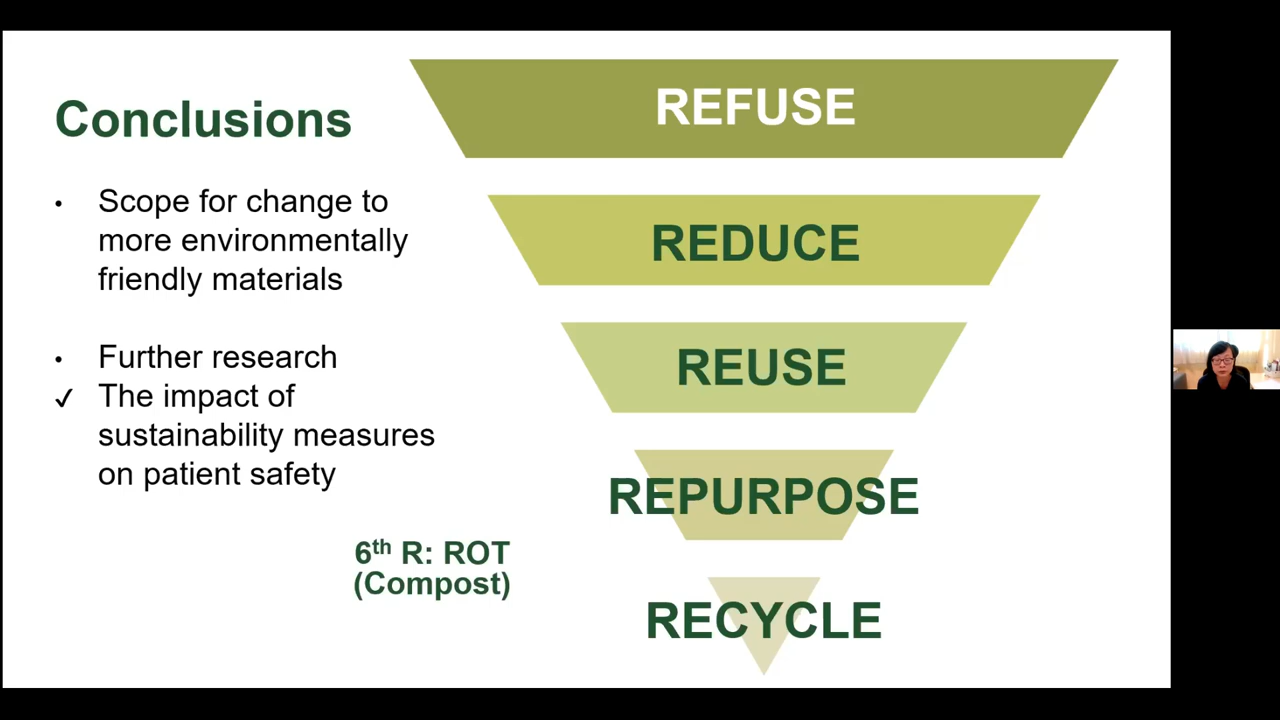 Conclusions
• Scope for change to
more environmentally
friendly materials
• Further research
✓ The impact of
sustainability measures
on patient safety
6th R: ROT
(Compost)
REFUSE
REDUCE
REUSE
REPURPOSE
RECYCLE